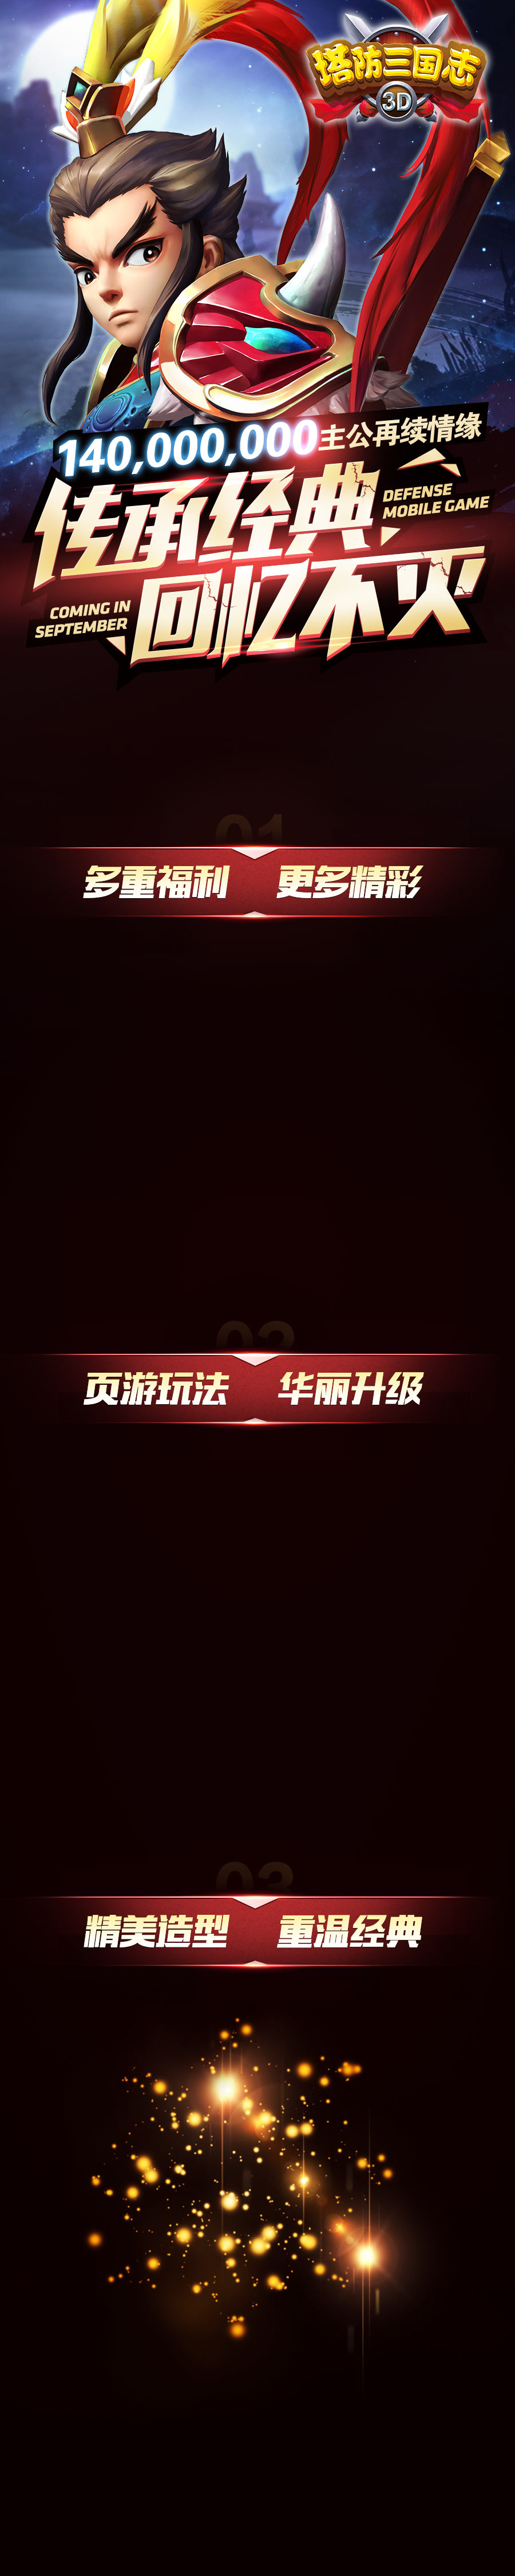 塔防三国志
3D
140,000,000主公再续情缘
传承经典
DEFENSE
MOBILE GAME
回忆不灭
COMING IN
SEPTEMBER
01
多重福利 更多精彩
02
页游玩法 华丽升级
03
精美造型 重温经典